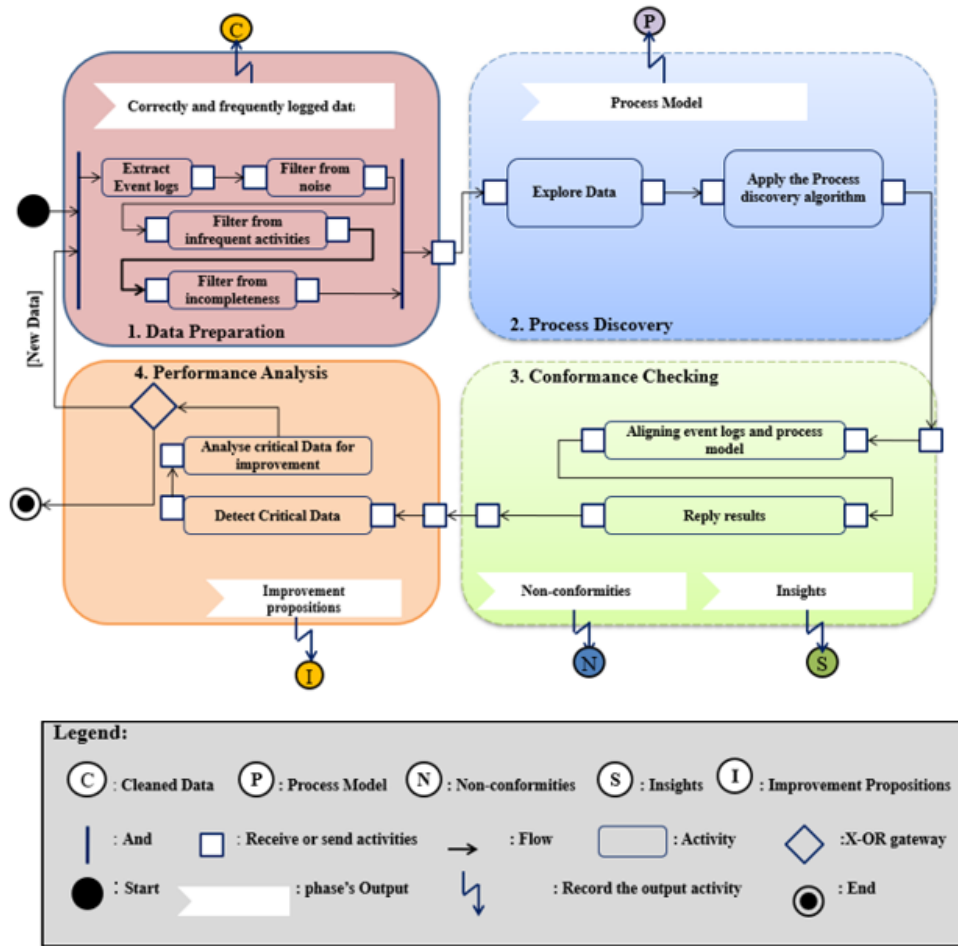 C
P
Correctly and frequently logged dat
Process Model
Extract
Event logs
Filter from
noise
Explore Data
Apply the Process
discovery algorithm
Filter from
infrequent activities
Filter from
incompleteness
1. Data Preparation
2. Process Discovery
[New Data]
4. Performance Analysis
3. Conformance Checking
Analyse critical Data for
improvement
Aligning event logs and process
model
Detect Critical Data
Reply results
Improvement
propositions
Non-conformities
Insights
I
N
S
Legend:
C : Cleaned Data
P : Process Model
N : Non-conformities
S : Insights
I : Improvement Propositions
: And
: Receive or send activities
: Flow
: Activity
:X-OR gateway
: Start
: phase's Output
: Record the output activity
: End